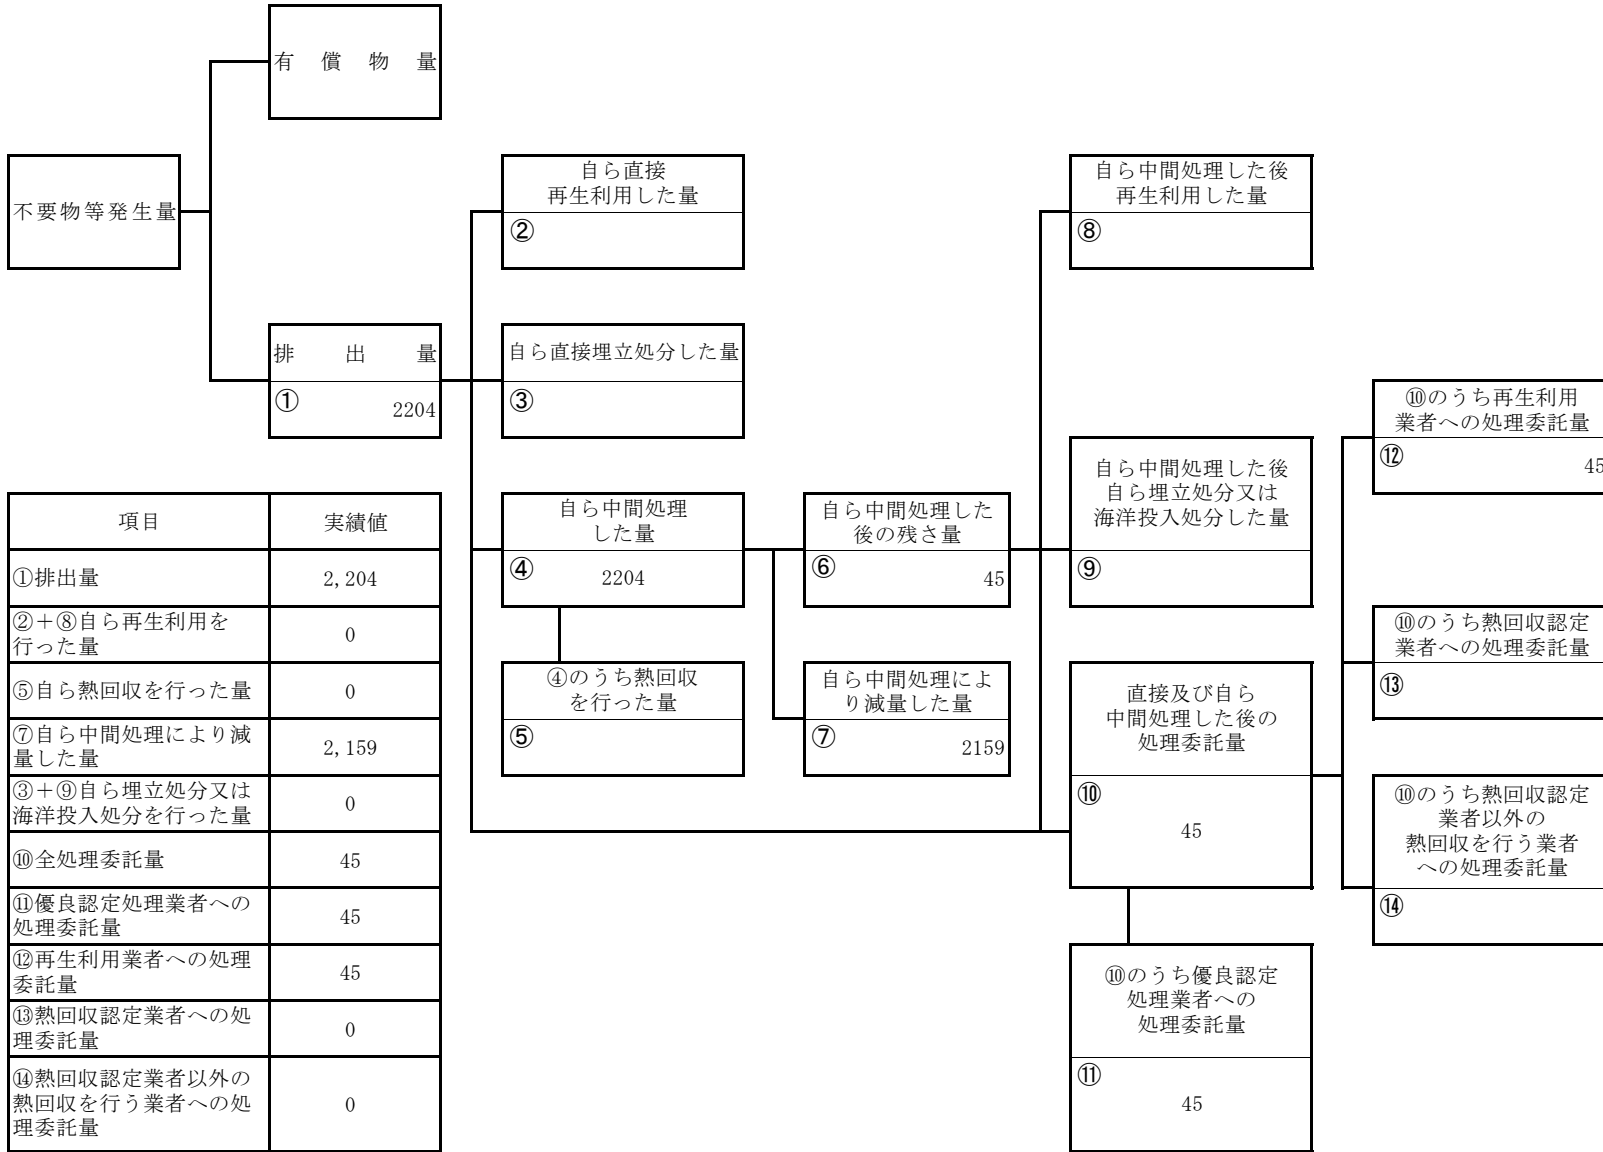 有償物量
不要物等発生量
自ら直接
再生利用した量
②
自ら中間処理した後
再生利用した量
⑧
排出量
① 2204
自ら直接埋立処分した量
③
⑩のうち再生利用
業者への処理委託量
⑫ 45
自ら中間処理した後
自ら埋立処分又は
海洋投入処分した量
⑨
自ら中間処理
した量
④ 2204
自ら中間処理した
後の残さ量
⑥ 45
⑩のうち熱回収認定
業者への処理委託量
⑬
④のうち熱回収
を行った量
⑤
自ら中間処理によ
り減量した量
⑦ 2159
直接及び自ら
中間処理した後の
処理委託量
⑩
45
⑩のうち熱回収認定
業者以外の
熱回収を行う業者
への処理委託量
⑭
⑩のうち優良認定
処理業者への
処理委託量
⑪
45
項目 実績値
①排出量 2,204
②+⑧自ら再生利用を
行った量 0
⑤自ら熱回収を行った量 0
⑦自ら中間処理により減
量した量 2,159
③+⑨自ら埋立処分又は
海洋投入処分を行った量 0
⑩全処理委託量 45
⑪優良認定処理業者への
処理委託量 45
⑫再生利用業者への処理
委託量 45
⑬熱回収認定業者への処
理委託量 0
⑭熱回収認定業者以外の
熱回収を行う業者への処
理委託量 0